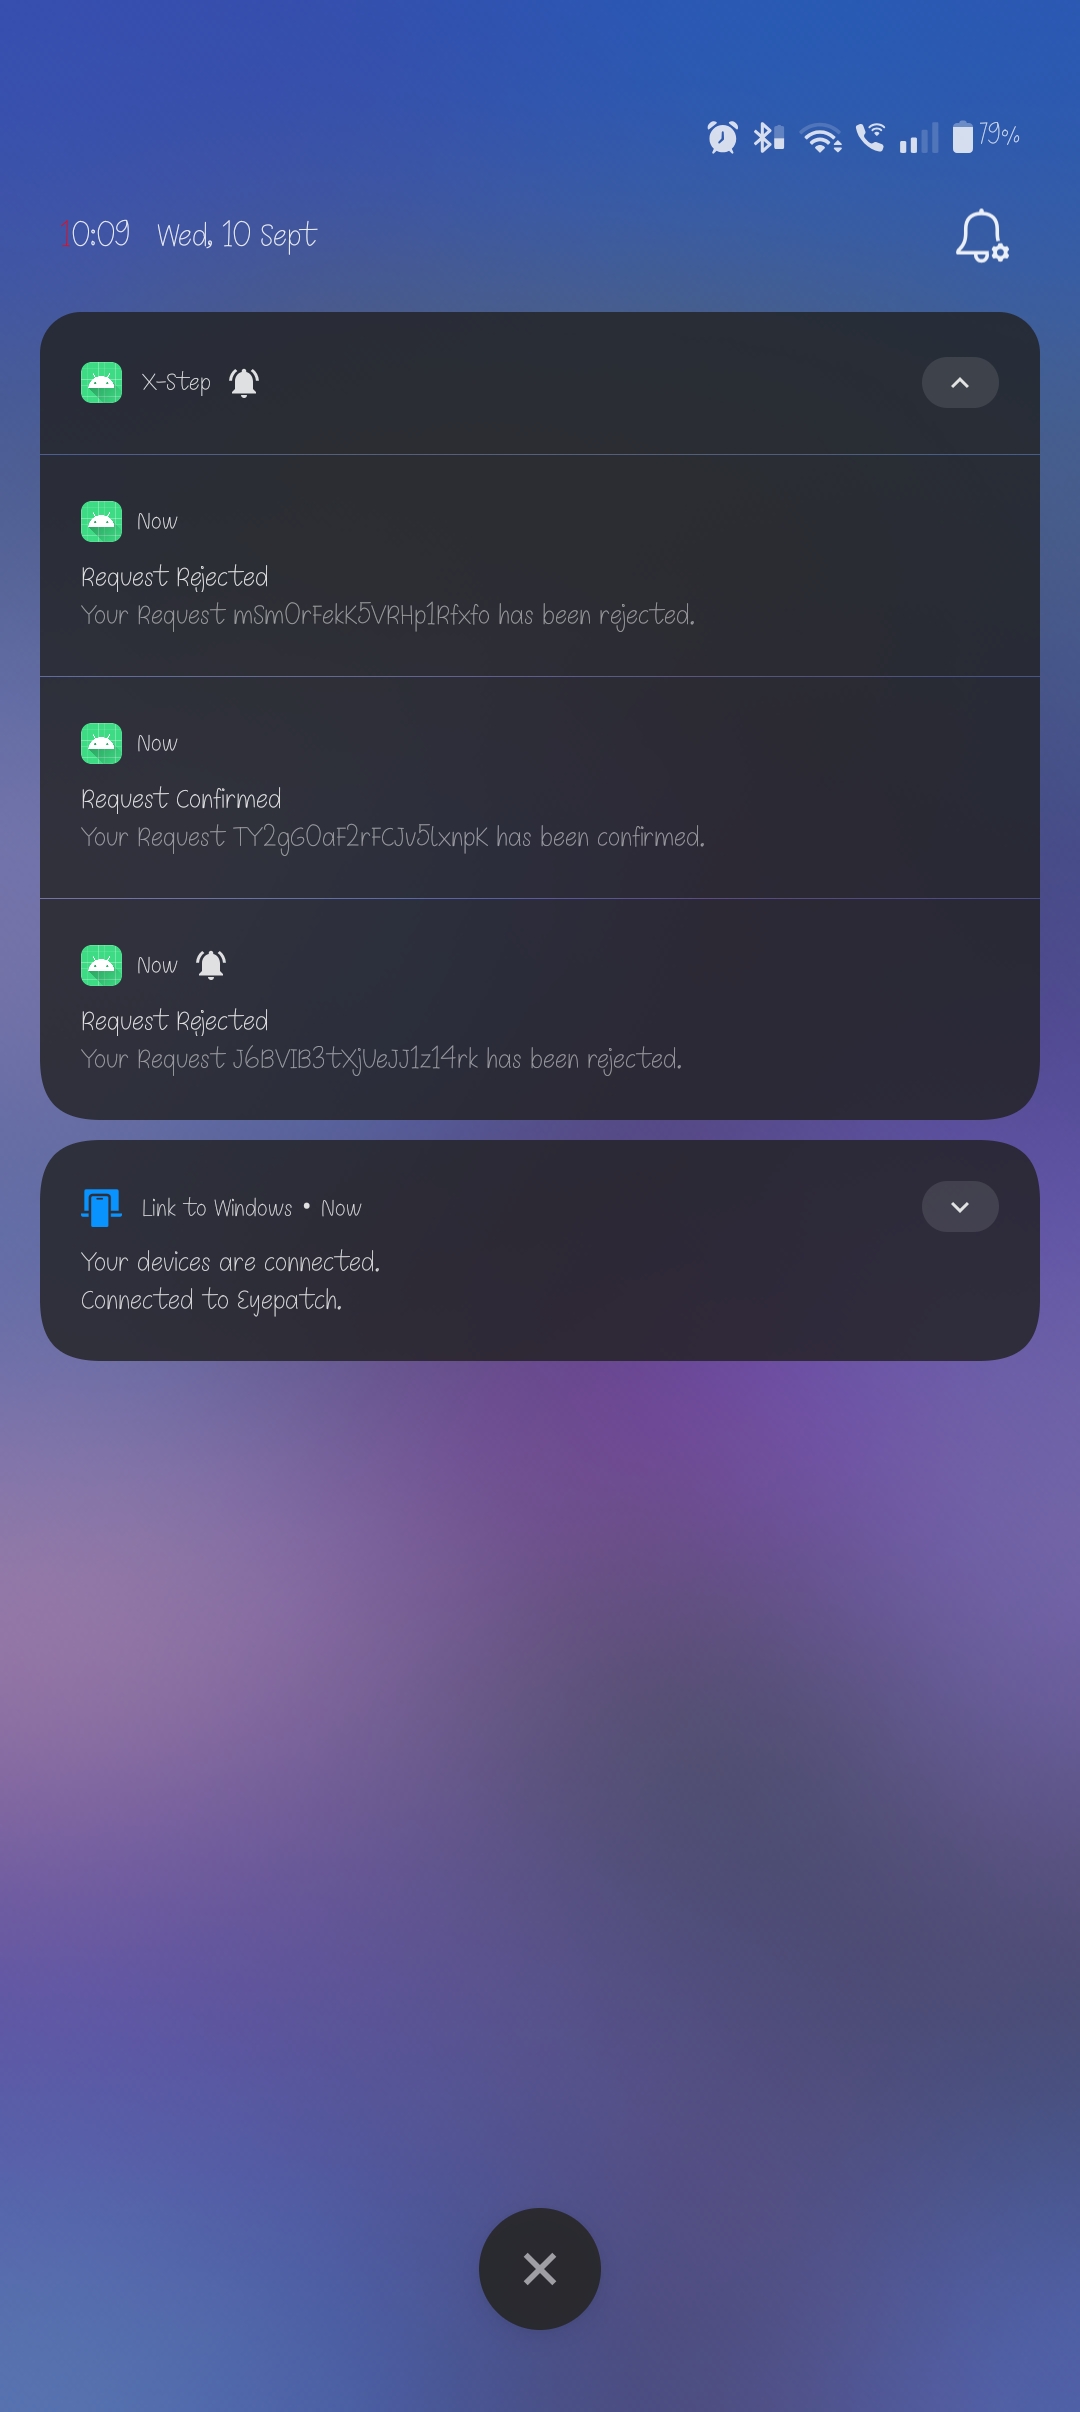 79%
10:09 Wed, 10 Sept
X-Step
Now
Request Rejected
Your Request mSm0rFekK5VRHp1Rfxfo has been rejected.
Now
Request Confirmed
Your Request TY2gG0aF2rFCJv5lxnpK has been confirmed.
Now
Request Rejected
Your Request J6BVIB3tXjUeJJ1z14rk has been rejected.
Link to Windows • Now
Your devices are connected.
Connected to Eyepatch.